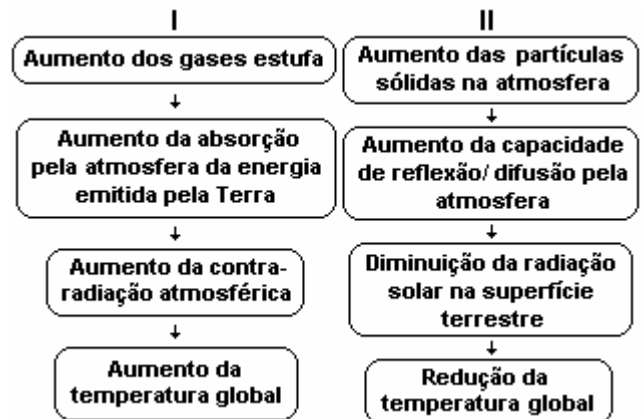 I
Aumento dos gases estufa
Aumento da absorção
pela atmosfera da energia
emitida pela Terra
Aumento da contra-
radiação atmosférica
Aumento da
temperatura global
II
Aumento das partículas
sólidas na atmosfera
Aumento da capacidade
de reflexão/ difusão pela
atmosfera
Diminuição da radiação
solar na superfície
terrestre
Redução da
temperatura global